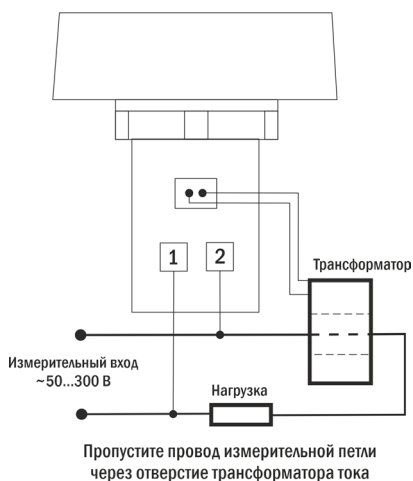 1
2
Трансформатор
Измерительный вход
~50...300 В
Нагрузка
Пропустите провод измерительной петли
через отверстие трансформатора тока